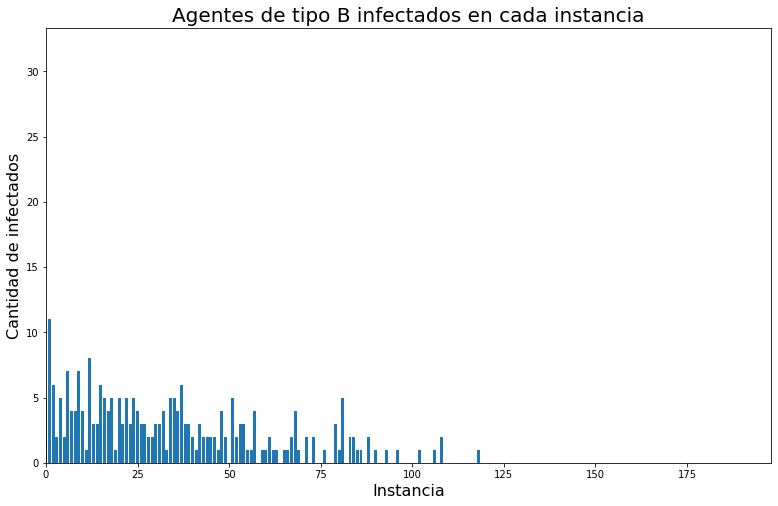 Agentes de tipo B infectados en cada instancia
Cantidad de infectados
30
25
20
15
10
5
0
0 25 50 75 100 125 150 175
Instancia